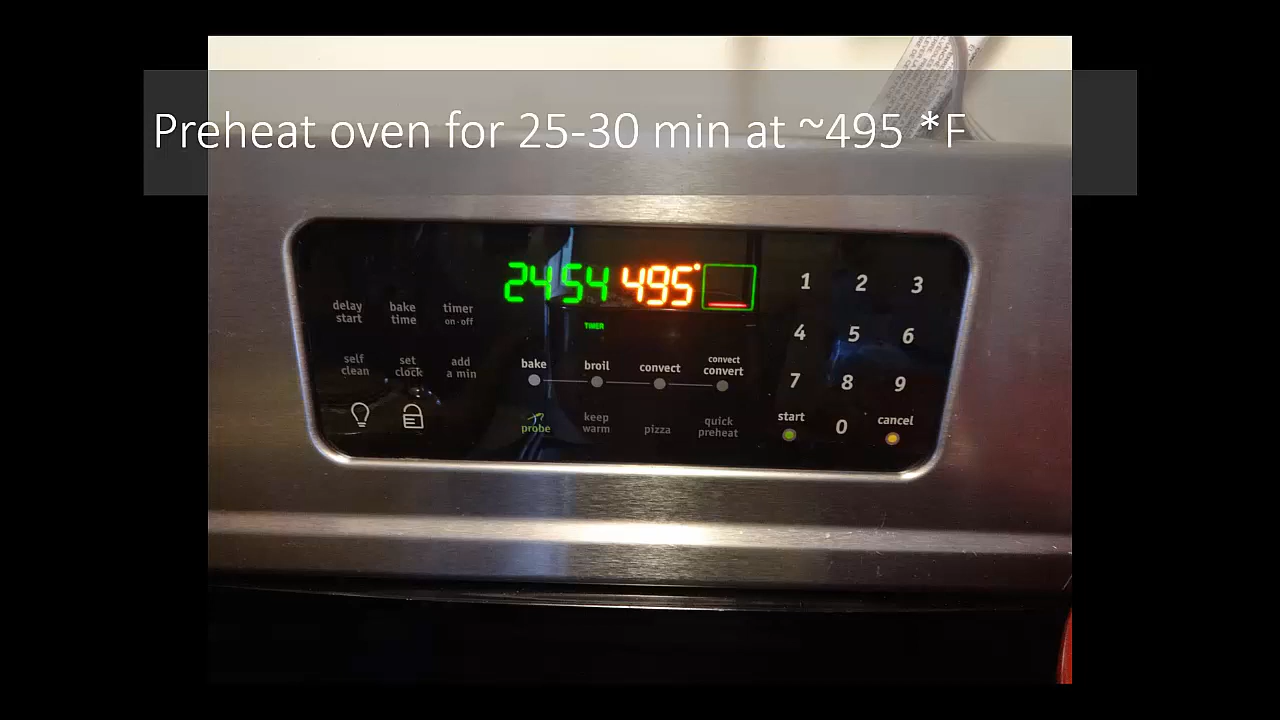 Preheat oven for 25-30 min at ~495 *F
24 54 495°
TIMER
delay start
bake time
timer on·off
self clean
set clock
add a min
bake
broil
convect
convect convert
probe
keep warm
pizza
quick preheat
1 2 3
4 5 6
7 8 9
start
0
cancel